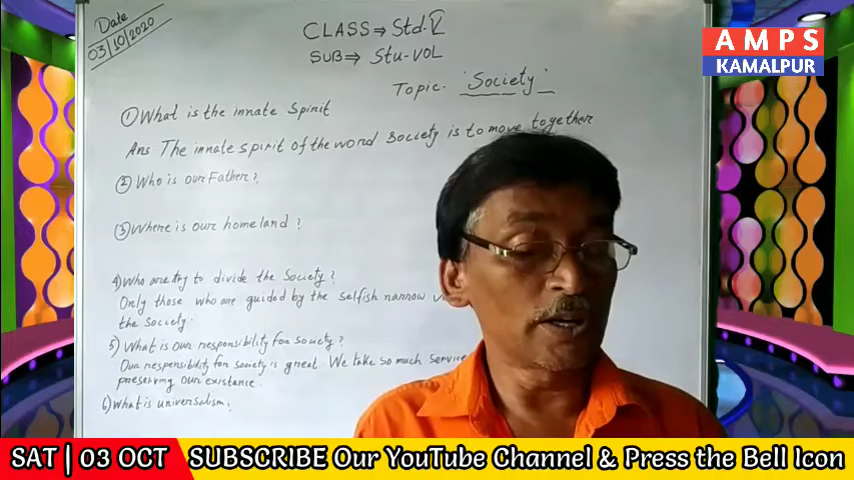 Date
03/10/2020
CLASS ⇒ Std. V
SUB ⇒ Stu-VOL
Topic. 'Society'
AMPS
KAMALPUR
① What is the innate Spirit
Ans The innate spirit of the word Society is to move together
② Who is our Father?
③ Where is our homeland?
4) Who are try to divide the Society?
Only those who are guided by the selfish narrow
the Society.
5) What is our responsibility for society?
Our responsibility for society is great We take so much service
preserving our existance
6) What is universalism.
SAT | 03 OCT SUBSCRIBE Our YouTube Channel & Press the Bell Icon